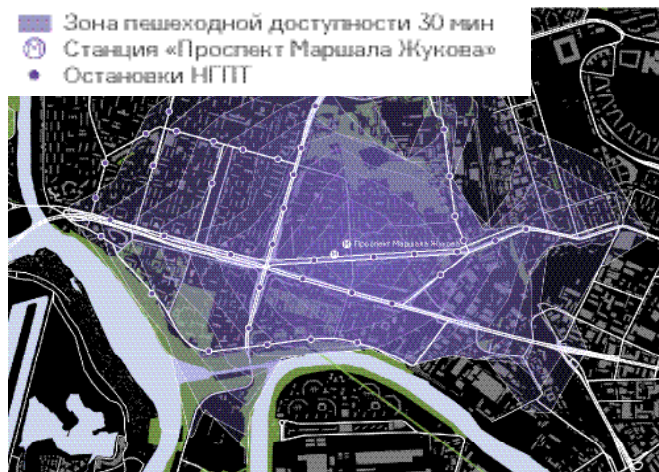 Зона пешеходной доступности 30 мин
Станция «Проспект Маршала Жукова»
Остановки НГПТ
Проспект Маршала Жукова